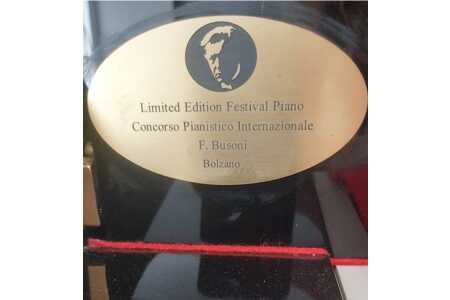 Limited Edition Festival Piano
Concorso Pianistico Internazionale
F. Busoni
Bolzano